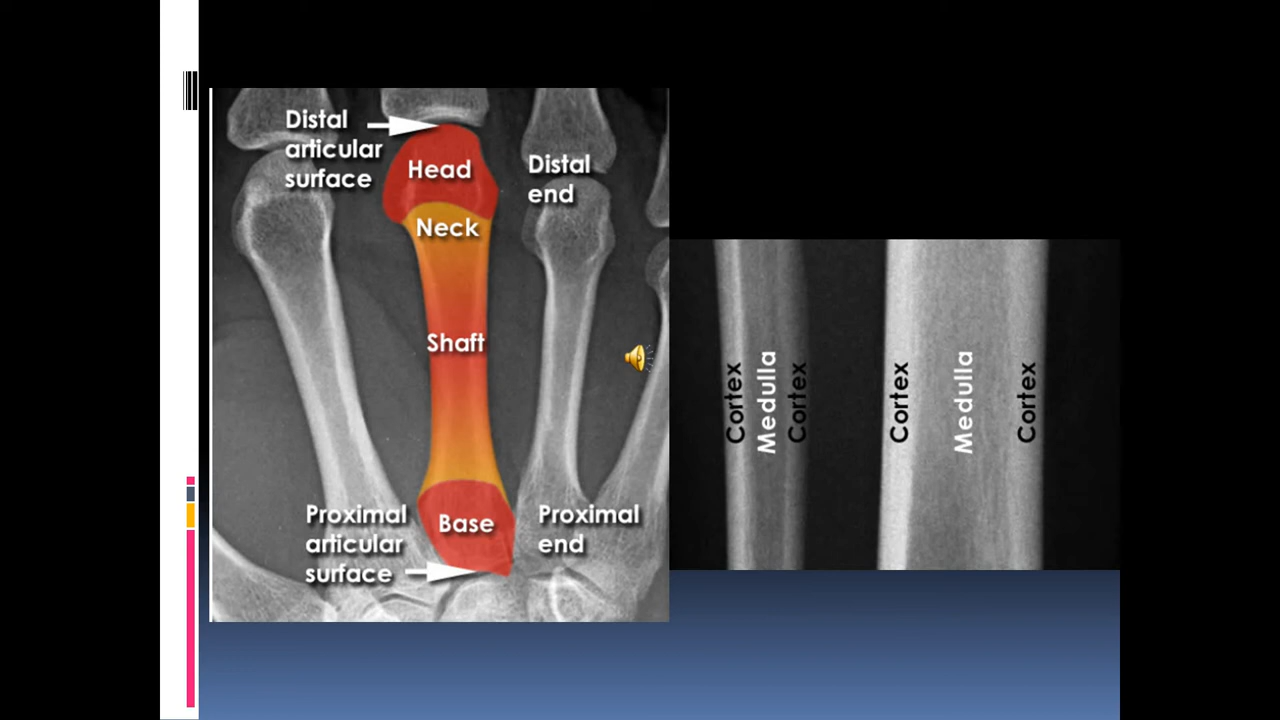 Distal
articular
surface
Head
Distal
end
Neck
Shaft
Proximal
articular
surface
Base
Proximal
end
Cortex
Medulla
Cortex
Cortex
Medulla
Cortex